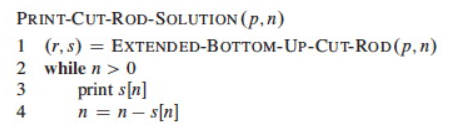 PRINT-CUT-ROD-SOLUTION(p, n)
1 (r, s) = EXTENDED-BOTTOM-UP-CUT-ROD(p, n)
2 while n > 0
3 print s[n]
4 n = n − s[n]